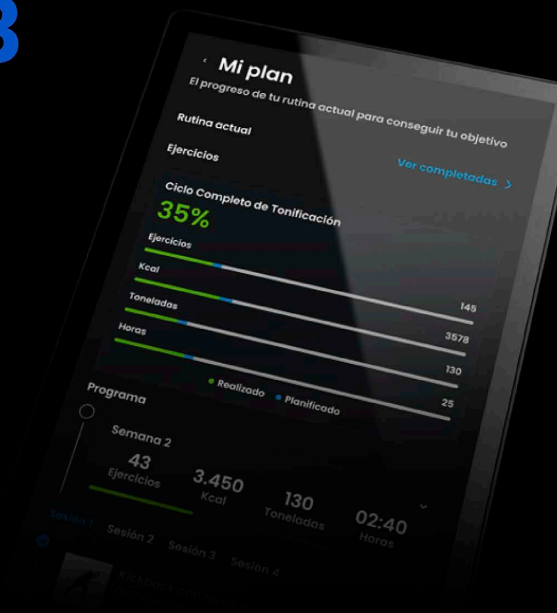 3
Mi plan
El progreso de tu rutina actual para conseguir tu objetivo
Rutina actual
Ver completadas
Ejercicios
Ciclo Completo de Tonificación
35%
Ejercicios
145
Kcal
3578
Toneladas
130
Horas
25
Realizado Planificado
Programa
Semana 2
43 3.450 130 02:40
Ejercicios Kcal Toneladas Horas
Sesión 1 Sesión 2 Sesión 3 Sesión 4
Kickback con